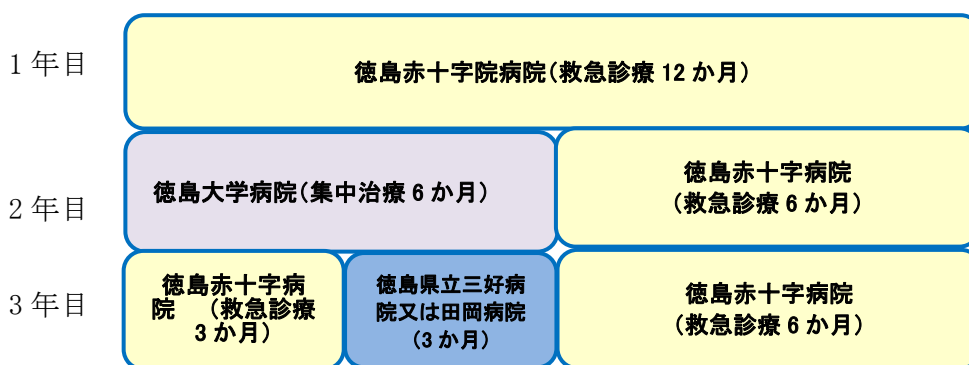 1年目
徳島赤十字院病院(救急診療 12 か月)
2年目
徳島大学病院(集中治療 6 か月)
徳島赤十字病院
(救急診療 6 か月)
3年目
徳島赤十字病
院 (救急診療
3 か月)
徳島県立三好病
院又は田岡病院
(3 か月)
徳島赤十字病院
(救急診療 6 か月)